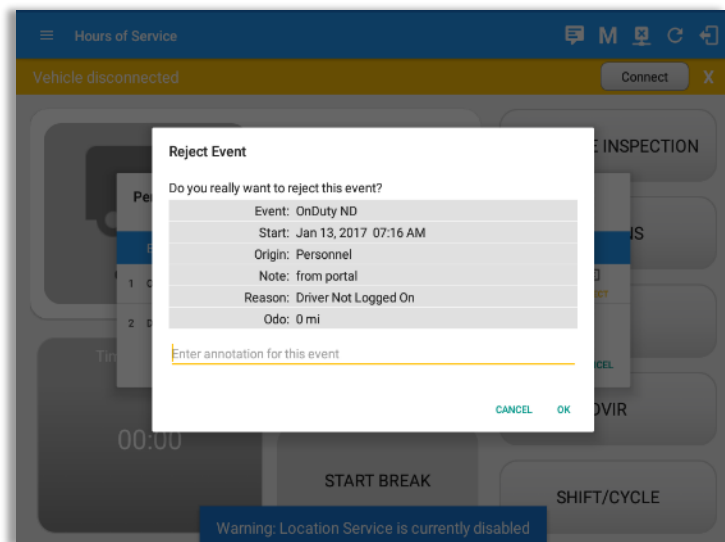 Hours of Service
M
Vehicle disconnected
Connect
X
Reject Event
Do you really want to reject this event?
Event: OnDuty ND
Start: Jan 13, 2017 07:16 AM
Origin: Personnel
Note: from portal
Reason: Driver Not Logged On
Odo: 0 mi
Enter annotation for this event
CANCEL
OK
INSPECTION
1
2
00:00
START BREAK
SHIFT/CYCLE
Warning: Location Service is currently disabled